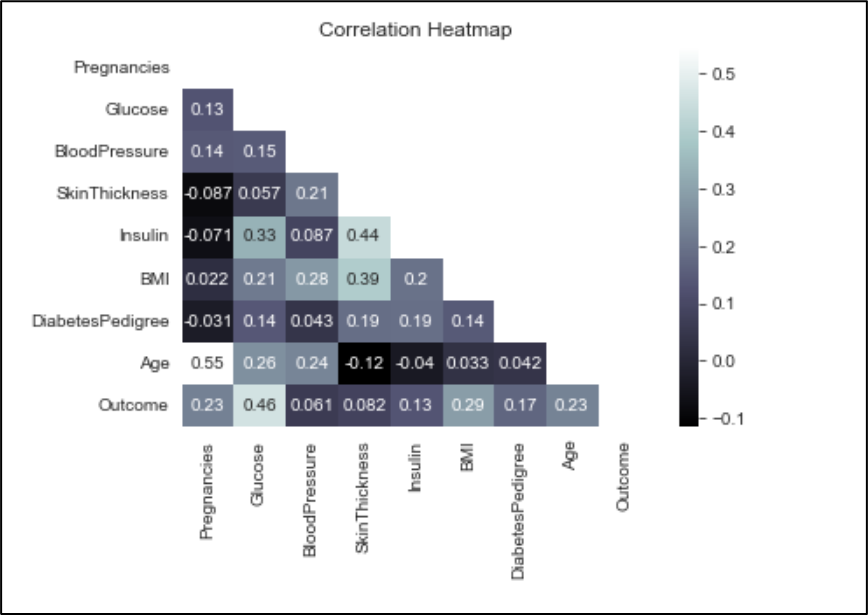 Correlation Heatmap
Pregnancies
Glucose 0.13
BloodPressure 0.14 0.15
SkinThickness -0.087 0.057 0.21
Insulin -0.071 0.33 0.087 0.44
BMI 0.022 0.21 0.28 0.39 0.2
DiabetesPedigree -0.031 0.14 0.043 0.19 0.19 0.14
Age 0.55 0.26 0.24 -0.12 -0.04 0.033 0.042
Outcome 0.23 0.46 0.061 0.082 0.13 0.29 0.17 0.23
Pregnancies
Glucose
BloodPressure
SkinThickness
Insulin
BMI
DiabetesPedigree
Age
Outcome
0.5
0.4
0.3
0.2
0.1
0.0
−0.1